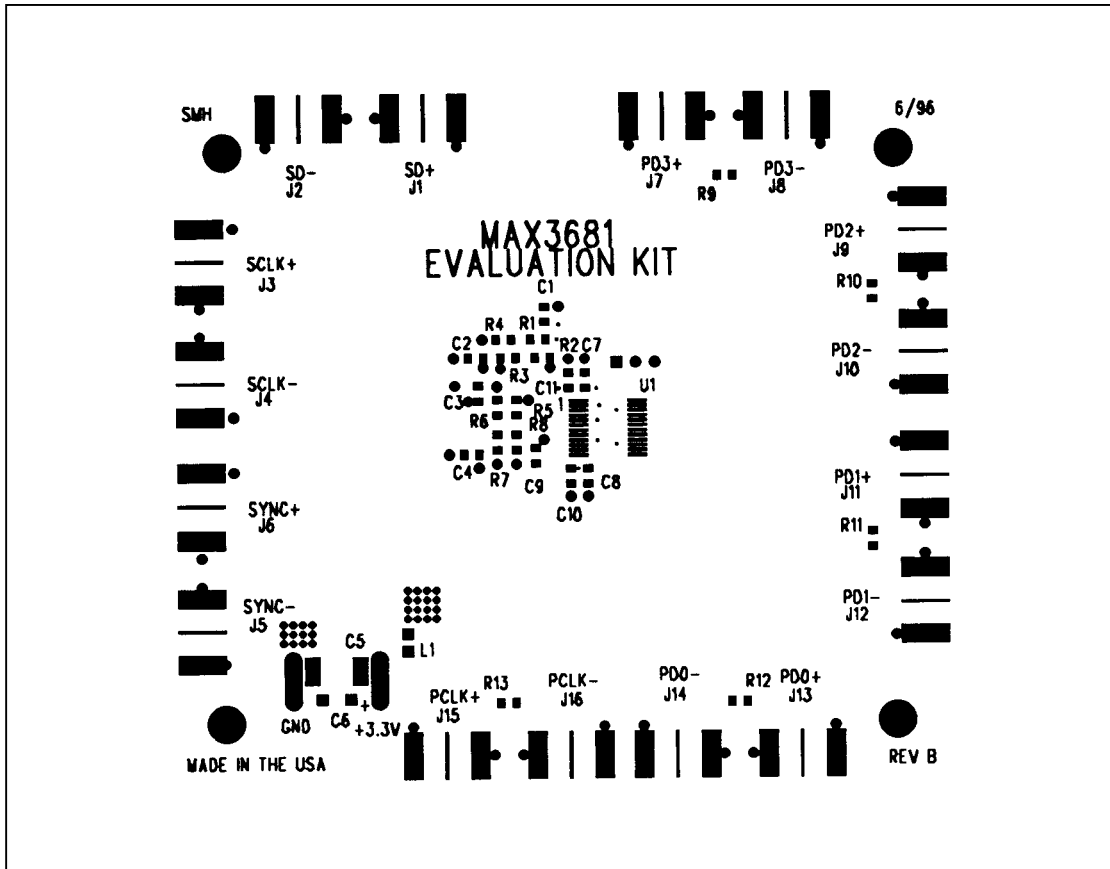 SMH
6/96
SD-
J2
SD+
J1
PD3+
J7
PD3-
J8
R9
MAX3681
EVALUATION KIT
PD2+
J9
SCLK+
J3
R10
C1
R4
R1
C2
R2
C7
PD2-
J10
R3
C11
U1
SCLK-
J4
C3
1
R5
R6
R8
C4
R7
C9
C8
C10
PD1+
J11
SYNC+
J6
R11
SYNC-
J5
PD1-
J12
C5
L1
PCLK+
J15
R13
PCLK-
J16
PD0-
J14
R12
PD0+
J13
GND
C6
+
+3.3V
MADE IN THE USA
REV B